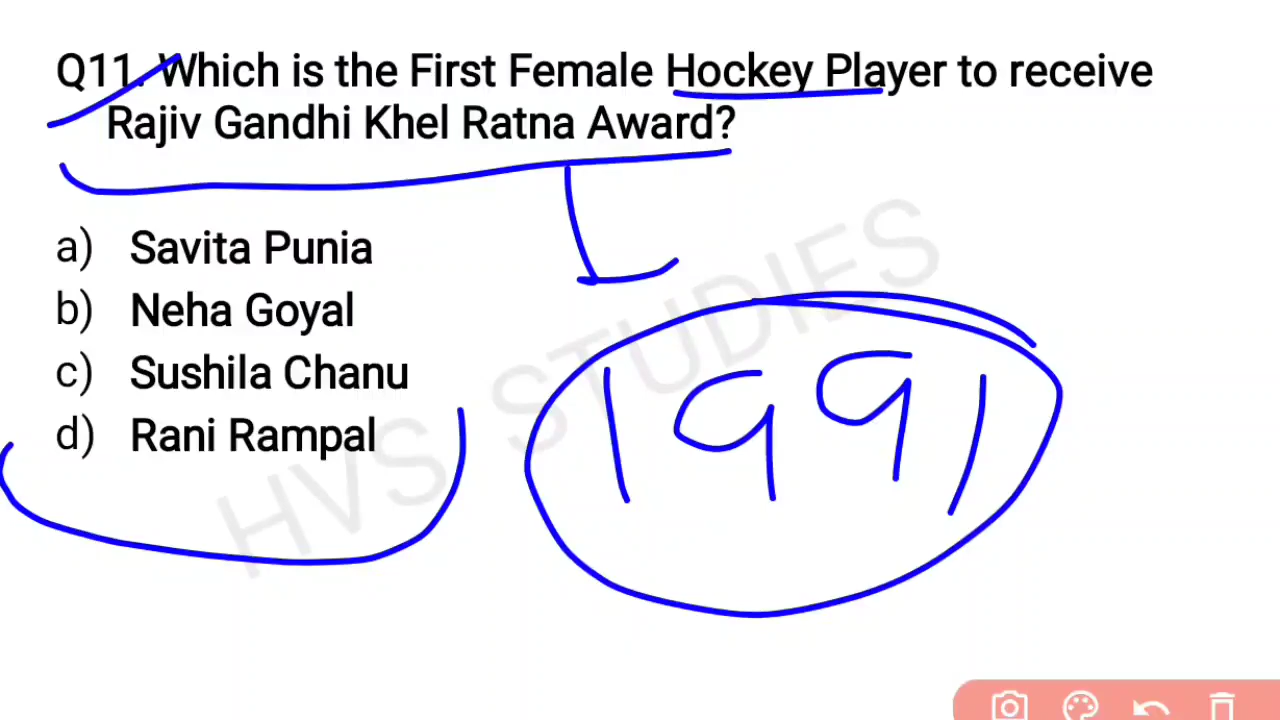 Q11. Which is the First Female Hockey Player to receive
Rajiv Gandhi Khel Ratna Award?
a) Savita Punia
b) Neha Goyal
c) Sushila Chanu
d) Rani Rampal
1991
HVS STUDIES